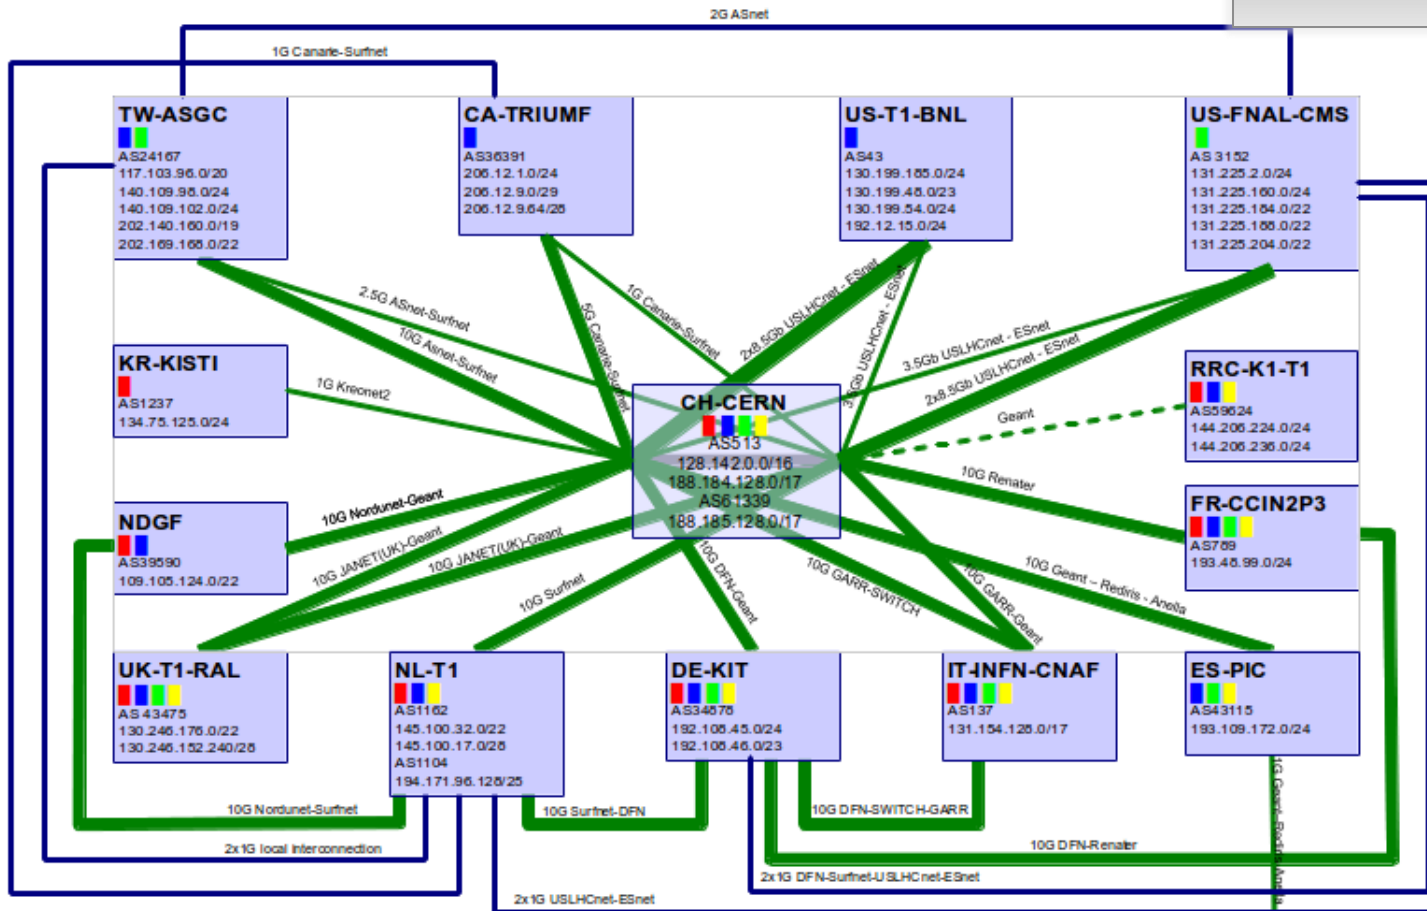 2G ASnet
1G Canarie-Surfnet
TW-ASGC
AS24167
117.103.96.0/20
140.109.98.0/24
140.109.102.0/24
202.140.160.0/19
202.169.168.0/22
CA-TRIUMF
AS36391
206.12.1.0/24
206.12.9.0/29
206.12.9.64/28
US-T1-BNL
AS43
130.199.185.0/24
130.199.48.0/23
130.199.54.0/24
192.12.15.0/24
US-FNAL-CMS
AS3152
131.225.2.0/24
131.225.160.0/24
131.225.184.0/22
131.225.188.0/22
131.225.204.0/22
2.5G ASnet-Surfnet
10G Asnet-Surfnet
5G Canarie-Surfnet
1G Canarie-Surfnet
2x8.5Gb USLHCnet - ESnet
3.5Gb USLHCnet - ESnet
3.5Gb USLHCnet - ESnet
2x8.5Gb USLHCnet - ESnet
KR-KISTI
AS1237
134.75.125.0/24
1G Kreonet2
CH-CERN
AS513
128.142.0.0/16
188.184.128.0/17
AS61339
188.185.128.0/17
Geant
RRC-K1-T1
AS59624
144.206.224.0/24
144.206.236.0/24
10G Renater
NDGF
AS39590
109.105.124.0/22
10G Nordunet-Geant
10G JANET(UK)-Geant
10G JANET(UK)-Geant
10G Surfnet
10G DFN-Geant
10G GARR-SWITCH
10G GARR-Geant
10G Geant – Rediris - Anella
FR-CCIN2P3
AS789
193.48.99.0/24
UK-T1-RAL
AS43475
130.246.176.0/22
130.246.152.240/28
NL-T1
AS1162
145.100.32.0/22
145.100.17.0/28
AS1104
194.171.96.128/25
DE-KIT
AS34878
192.108.45.0/24
192.108.46.0/23
IT-INFN-CNAF
AS137
131.154.128.0/17
ES-PIC
AS43115
193.109.172.0/24
10G Nordunet-Surfnet
10G Surfnet-DFN
10G DFN-SWITCH-GARR
2x1G local interconnection
10G DFN-Renater
2x1G DFN-Surfnet-USLHCnet-ESnet
2x1G USLHCnet-ESnet